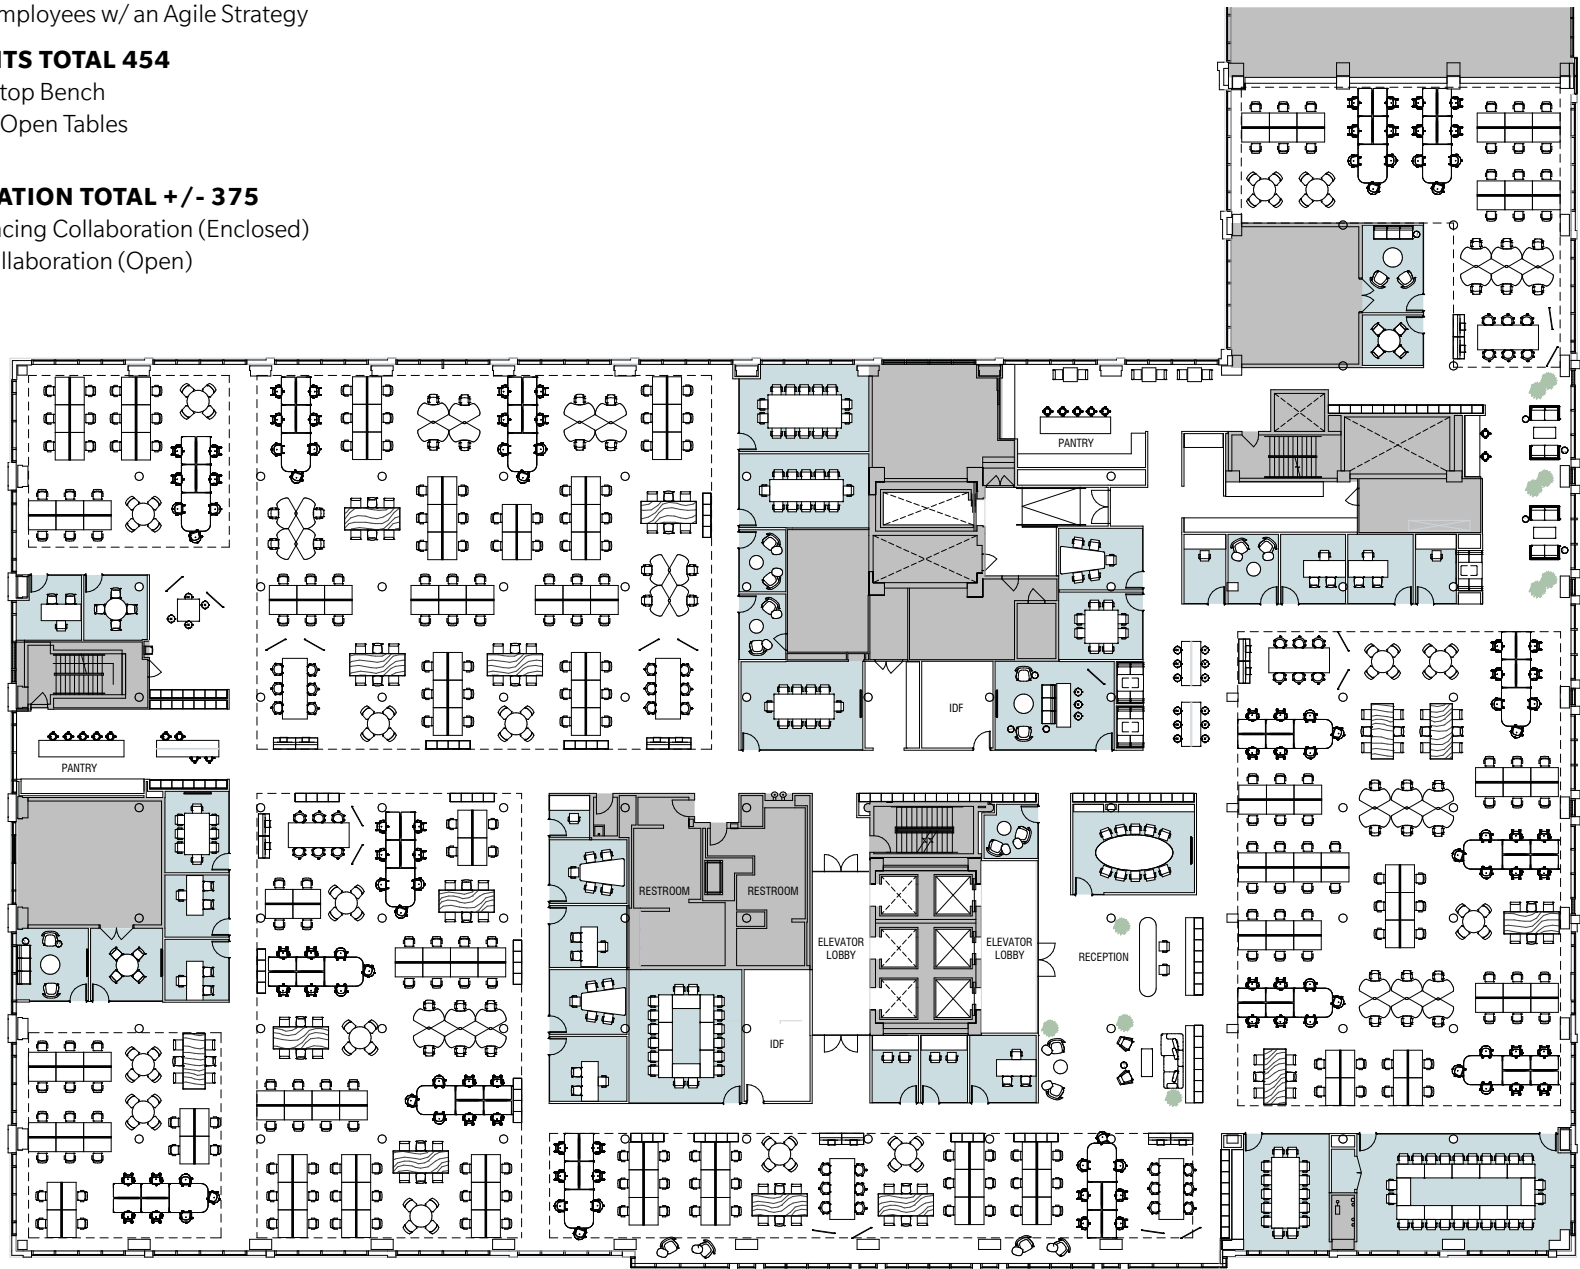 mployees w/ an Agile Strategy
ITS TOTAL 454
top Bench
Open Tables
ATION TOTAL +/- 375
acing Collaboration (Enclosed)
llaboration (Open)
PANTRY
IDF
PANTRY
RESTROOM
RESTROOM
ELEVATOR
LOBBY
ELEVATOR
LOBBY
RECEPTION
IDF